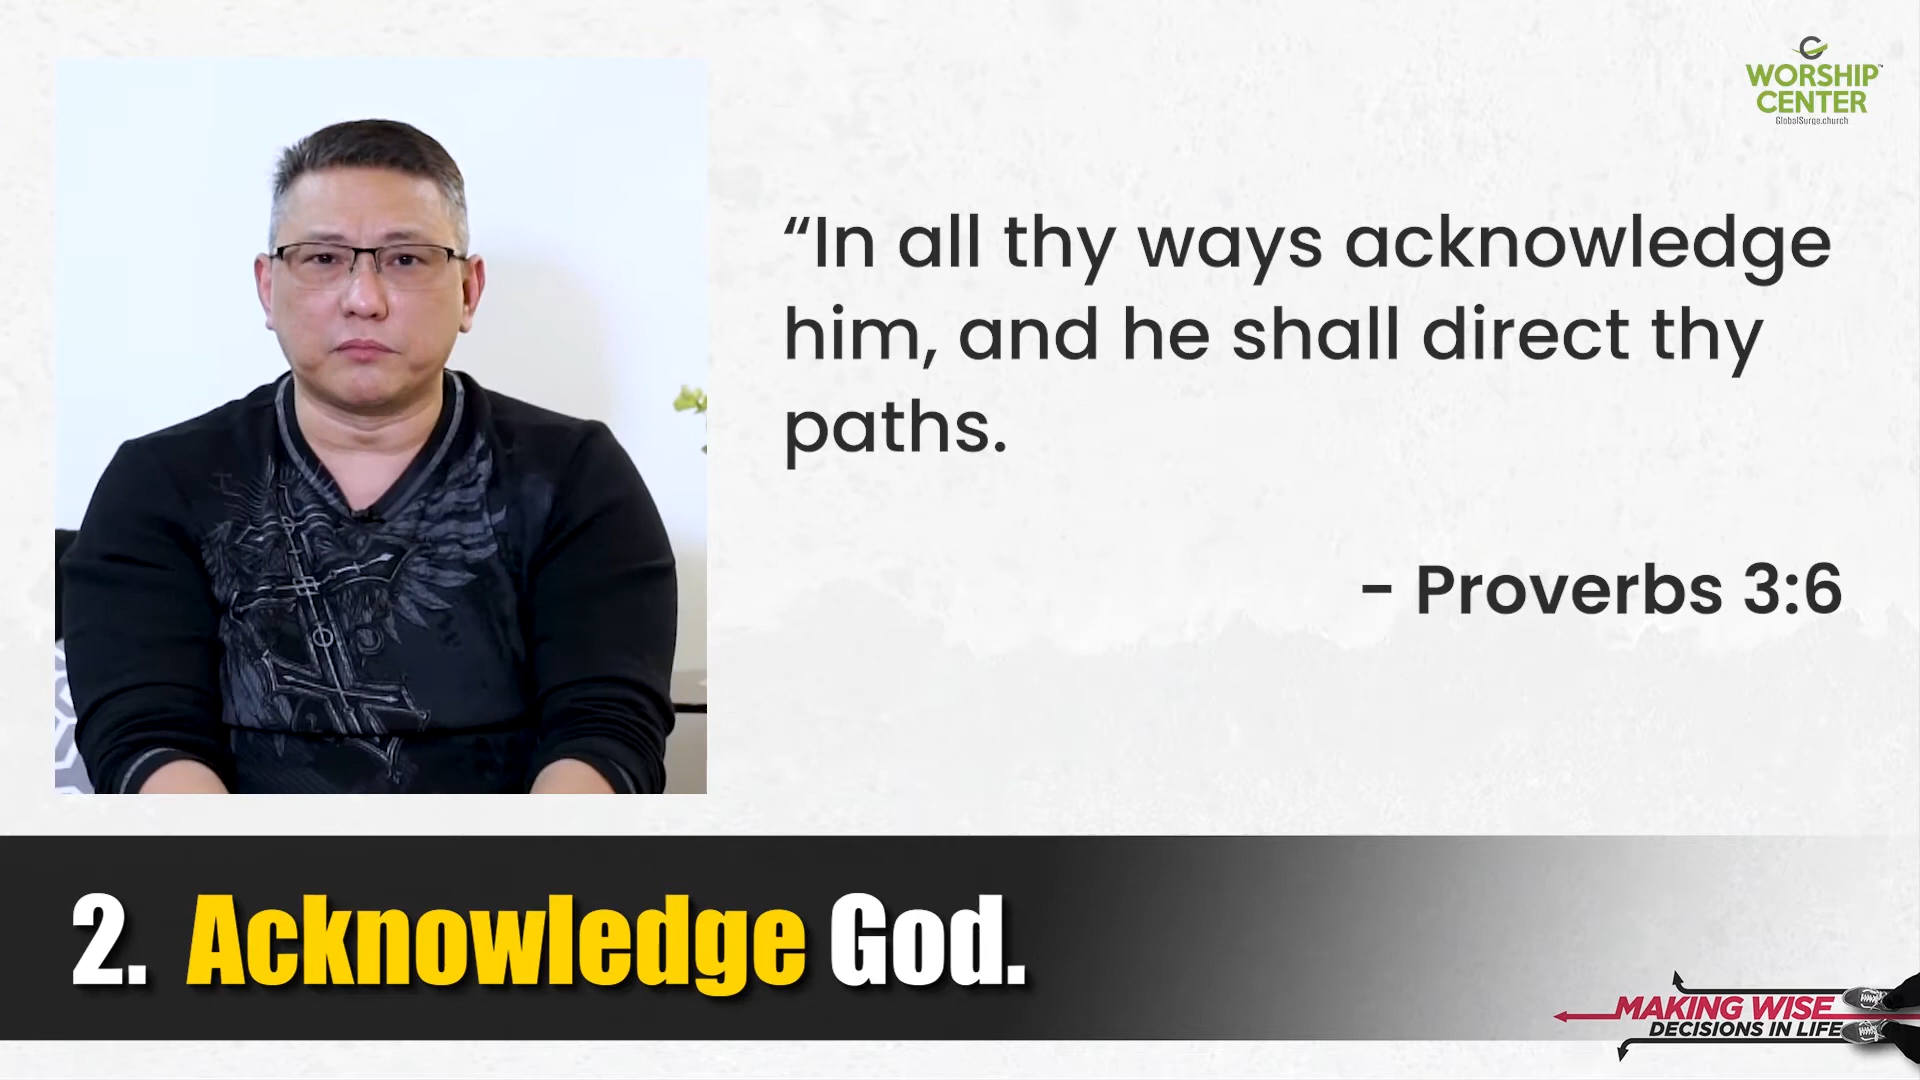 WORSHIP
CENTER
GlobalSurge.church
“In all thy ways acknowledge
him, and he shall direct thy
paths.
- Proverbs 3:6
2. Acknowledge God.
MAKING WISE
DECISIONS IN LIFE